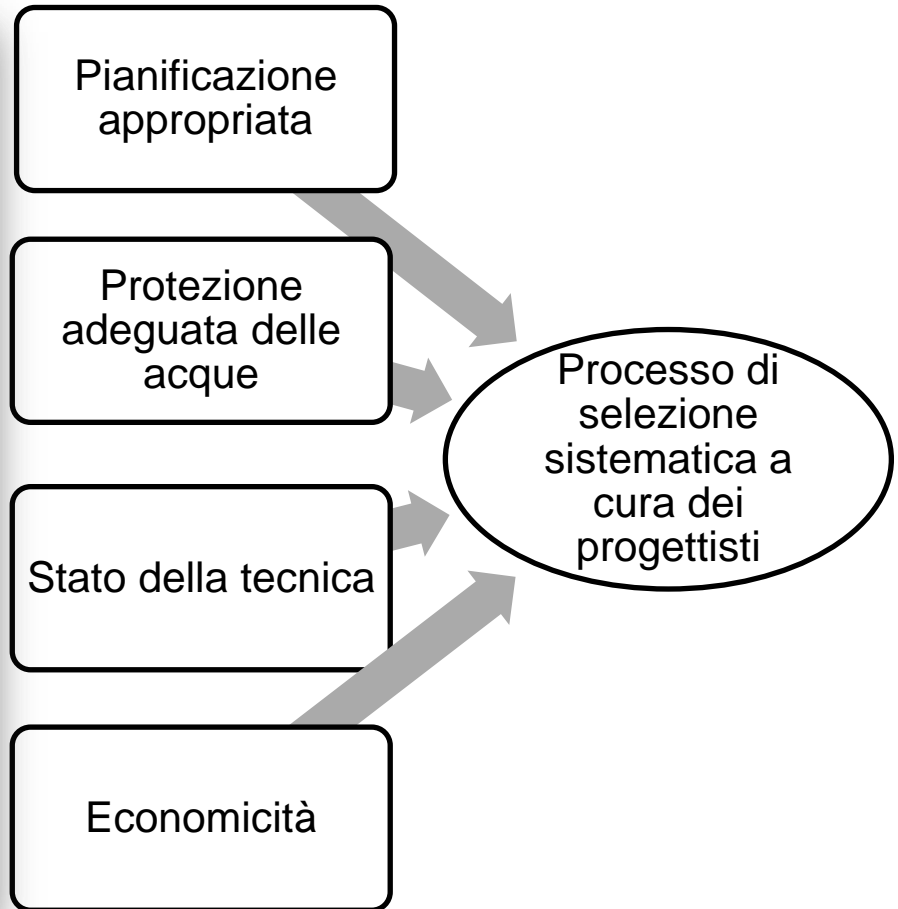 Pianificazione
appropriata
Protezione
adeguata delle
acque
Stato della tecnica
Economicità
Processo di
selezione
sistematica a
cura dei
progettisti